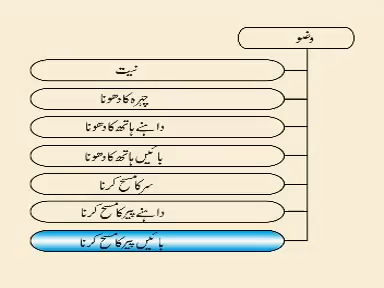 وضو
نیت
چہرہ کا دھونا
داہنے ہاتھ کا دھونا
بائیں ہاتھ کا دھونا
سر کا مسح کرنا
داہنے پیر کا مسح کرنا
بائیں پیر کا مسح کرنا